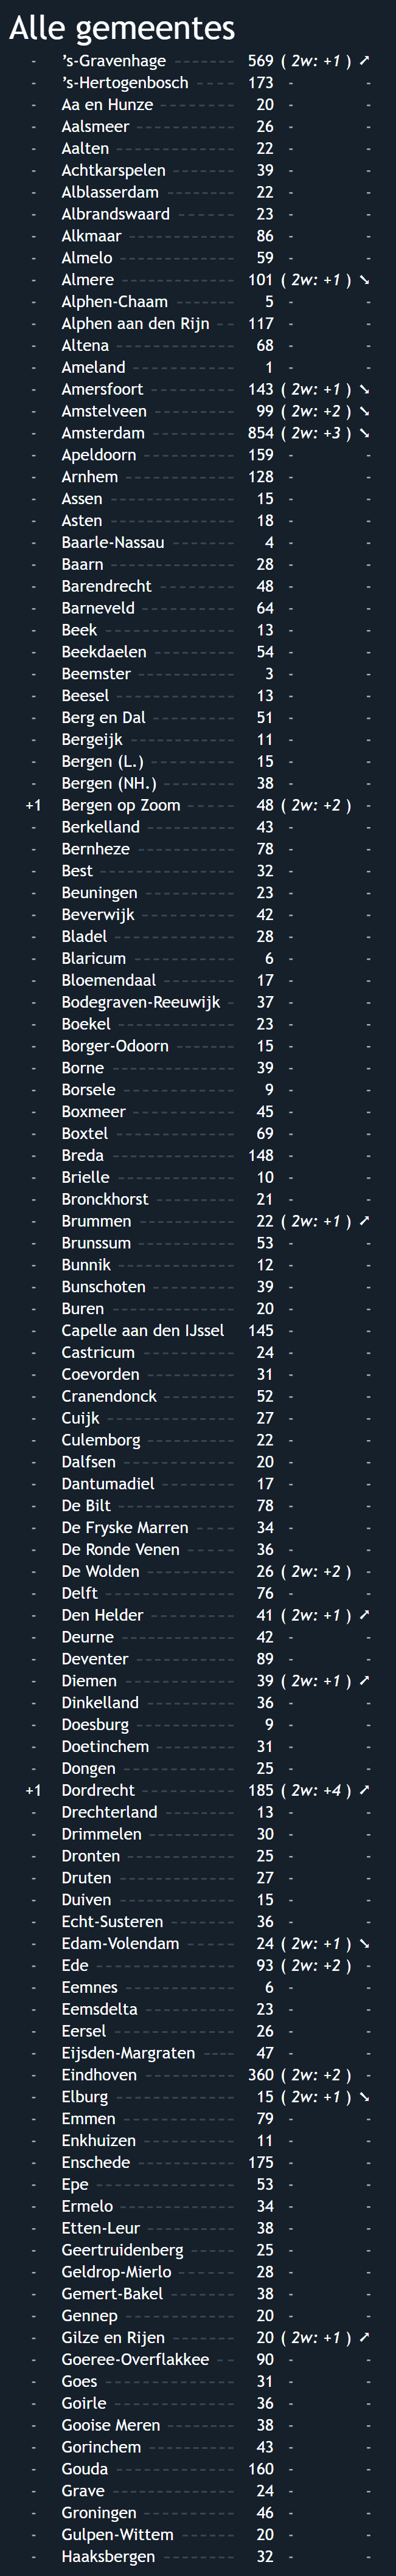 Alle gemeentes
- ’s-Gravenhage ------- 569 ( 2w: +1 ) ➚
- ’s-Hertogenbosch ----- 173 - -
- Aa en Hunze --------- 20 - -
- Aalsmeer ----------- 26 - -
- Aalten -------------- 22 - -
- Achtkarspelen -------- 39 - -
- Alblasserdam -------- 22 - -
- Albrandswaard ------- 23 - -
- Alkmaar ------------ 86 - -
- Almelo ------------- 59 - -
- Almere ------------- 101 ( 2w: +1 ) ➘
- Alphen-Chaam ------- 5 - -
- Alphen aan den Rijn -- 117 - -
- Altena -------------- 68 - -
- Ameland ------------ 1 - -
- Amersfoort ---------- 143 ( 2w: +1 ) ➘
- Amstelveen ---------- 99 ( 2w: +2 ) ➘
- Amsterdam ---------- 854 ( 2w: +3 ) ➘
- Apeldoorn ----------- 159 - -
- Arnhem ------------- 128 - -
- Assen --------------- 15 - -
- Asten --------------- 18 - -
- Baarle-Nassau -------- 4 - -
- Baarn --------------- 28 - -
- Barendrecht --------- 48 - -
- Barneveld ----------- 64 - -
- Beek --------------- 13 - -
- Beekdaelen ---------- 54 - -
- Beemster ----------- 3 - -
- Beesel -------------- 13 - -
- Berg en Dal ---------- 51 - -
- Bergeijk ------------- 11 - -
- Bergen (L.) ---------- 15 - -
- Bergen (NH.) --------- 38 - -
+1 Bergen op Zoom ------ 48 ( 2w: +2 ) -
- Berkelland ----------- 43 - -
- Bernheze ------------ 78 - -
- Best ---------------- 32 - -
- Beuningen ----------- 23 - -
- Beverwijk ----------- 42 - -
- Bladel -------------- 28 - -
- Blaricum ------------ 6 - -
- Bloemendaal -------- 17 - -
- Bodegraven-Reeuwijk - 37 - -
- Boekel ------------- 23 - -
- Borger-Odoorn ------- 15 - -
- Borne -------------- 39 - -
- Borsele ------------- 9 - -
- Boxmeer ------------ 45 - -
- Boxtel -------------- 69 - -
- Breda -------------- 148 - -
- Brielle -------------- 10 - -
- Bronckhorst ---------- 21 - -
- Brummen ----------- 22 ( 2w: +1 ) ➚
- Brunssum ----------- 53 - -
- Bunnik -------------- 12 - -
- Bunschoten ---------- 39 - -
- Buren -------------- 20 - -
- Capelle aan den IJssel 145 - -
- Castricum ----------- 24 - -
- Coevorden ---------- 31 - -
- Cranendonck -------- 52 - -
- Cuijk --------------- 27 - -
- Culemborg ---------- 22 - -
- Dalfsen ------------- 20 - -
- Dantumadiel -------- 17 - -
- De Bilt ------------- 78 - -
- De Fryske Marren ----- 34 - -
- De Ronde Venen ------ 36 - -
- De Wolden ---------- 26 ( 2w: +2 ) -
- Delft --------------- 76 - -
- Den Helder ---------- 41 ( 2w: +1 ) ➚
- Deurne ------------- 42 - -
- Deventer ----------- 89 - -
- Diemen ------------- 39 ( 2w: +1 ) ➚
- Dinkelland ---------- 36 - -
- Doesburg ----------- 9 - -
- Doetinchem --------- 31 - -
- Dongen ------------- 25 - -
+1 Dordrecht ----------- 185 ( 2w: +4 ) ➚
- Drechterland -------- 13 - -
- Drimmelen ---------- 30 - -
- Dronten ------------ 25 - -
- Druten ------------- 27 - -
- Duiven ------------- 15 - -
- Echt-Susteren ------- 36 - -
- Edam-Volendam ------ 24 ( 2w: +1 ) ➘
- Ede ---------------- 93 ( 2w: +2 ) -
- Eemnes ------------- 6 - -
- Eemsdelta ----------- 23 - -
- Eersel -------------- 26 - -
- Eijsden-Margraten ---- 47 - -
- Eindhoven ---------- 360 ( 2w: +2 ) -
- Elburg -------------- 15 ( 2w: +1 ) ➘
- Emmen ------------- 79 - -
- Enkhuizen ---------- 11 - -
- Enschede ----------- 175 - -
- Epe ---------------- 53 - -
- Ermelo ------------- 34 - -
- Etten-Leur ---------- 38 - -
- Geertruidenberg ----- 25 - -
- Geldrop-Mierlo ------- 28 - -
- Gemert-Bakel -------- 38 - -
- Gennep ------------- 20 - -
- Gilze en Rijen -------- 20 ( 2w: +1 ) ➚
- Goeree-Overflakkee -- 90 - -
- Goes --------------- 31 - -
- Goirle -------------- 36 - -
- Gooise Meren -------- 38 - -
- Gorinchem ---------- 43 - -
- Gouda -------------- 160 - -
- Grave -------------- 24 - -
- Groningen ---------- 46 - -
- Gulpen-Wittem ------- 20 - -
- Haaksbergen --------- 32 - -